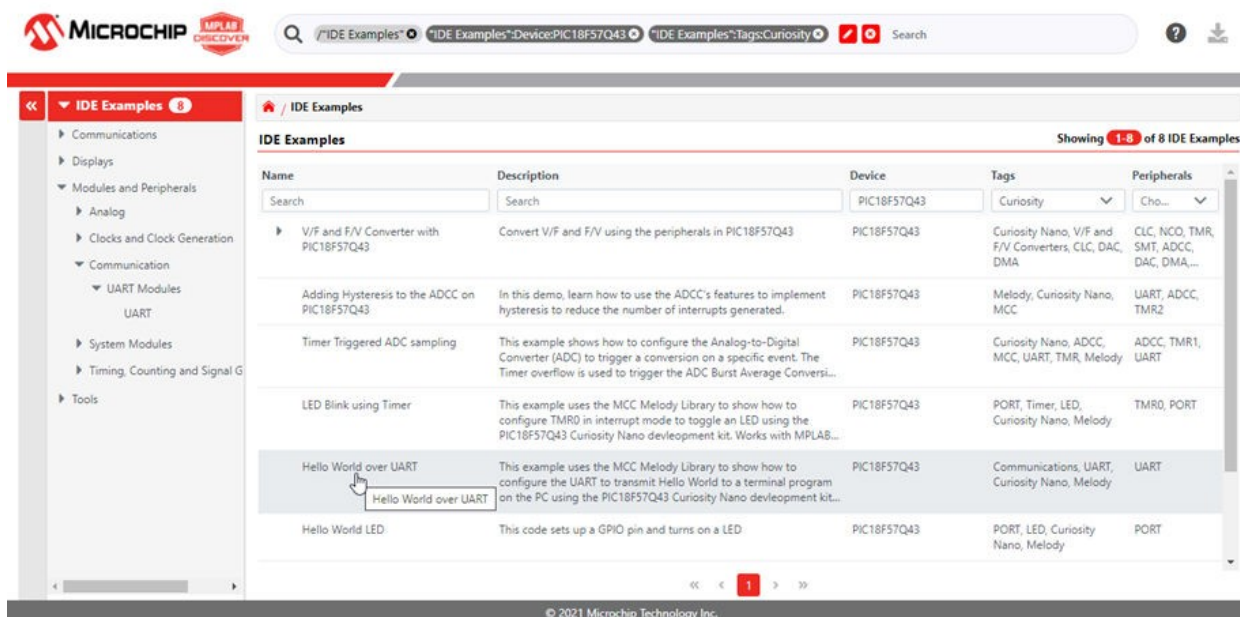 MICROCHIP
MPLAB
DISCOVER
/"IDE Examples" "IDE Examples":Device:PIC18F57Q43 "IDE Examples":Tags:Curiosity Search
?
IDE Examples 8
Communications
Displays
Modules and Peripherals
Analog
Clocks and Clock Generation
Communication
UART Modules
UART
System Modules
Timing, Counting and Signal G
Tools
/ IDE Examples
IDE Examples
Showing 1-8 of 8 IDE Examples
Name Description Device Tags Peripherals
Search Search PIC18F57Q43 Curiosity Cho...
V/F and F/V Converter with
PIC18F57Q43
Convert V/F and F/V using the peripherals in PIC18F57Q43
PIC18F57Q43
Curiosity Nano, V/F and
F/V Converters, CLC, DAC,
DMA
CLC, NCO, TMR,
SMT, ADCC,
DAC, DMA,...
Adding Hysteresis to the ADCC on
PIC18F57Q43
In this demo, learn how to use the ADCC's features to implement
hysteresis to reduce the number of interrupts generated.
PIC18F57Q43
Melody, Curiosity Nano,
MCC
UART, ADCC,
TMR2
Timer Triggered ADC sampling
This example shows how to configure the Analog-to-Digital
Converter (ADC) to trigger a conversion on a specific event. The
Timer overflow is used to trigger the ADC Burst Average Conversi...
PIC18F57Q43
Curiosity Nano, ADCC,
MCC, UART, TMR, Melody
ADCC, TMR1,
UART
LED Blink using Timer
This example uses the MCC Melody Library to show how to
configure TMR0 in interrupt mode to toggle an LED using the
PIC18F57Q43 Curiosity Nano devleopment kit. Works with MPLAB...
PIC18F57Q43
PORT, Timer, LED,
Curiosity Nano, Melody
TMR0, PORT
Hello World over UART
Hello World over UART
This example uses the MCC Melody Library to show how to
configure the UART to transmit Hello World to a terminal program
on the PC using the PIC18F57Q43 Curiosity Nano devleopment kit...
PIC18F57Q43
Communications, UART,
Curiosity Nano, Melody
UART
Hello World LED
This code sets up a GPIO pin and turns on a LED
PIC18F57Q43
PORT, LED, Curiosity
Nano, Melody
PORT
1
© 2021 Microchip Technology Inc.